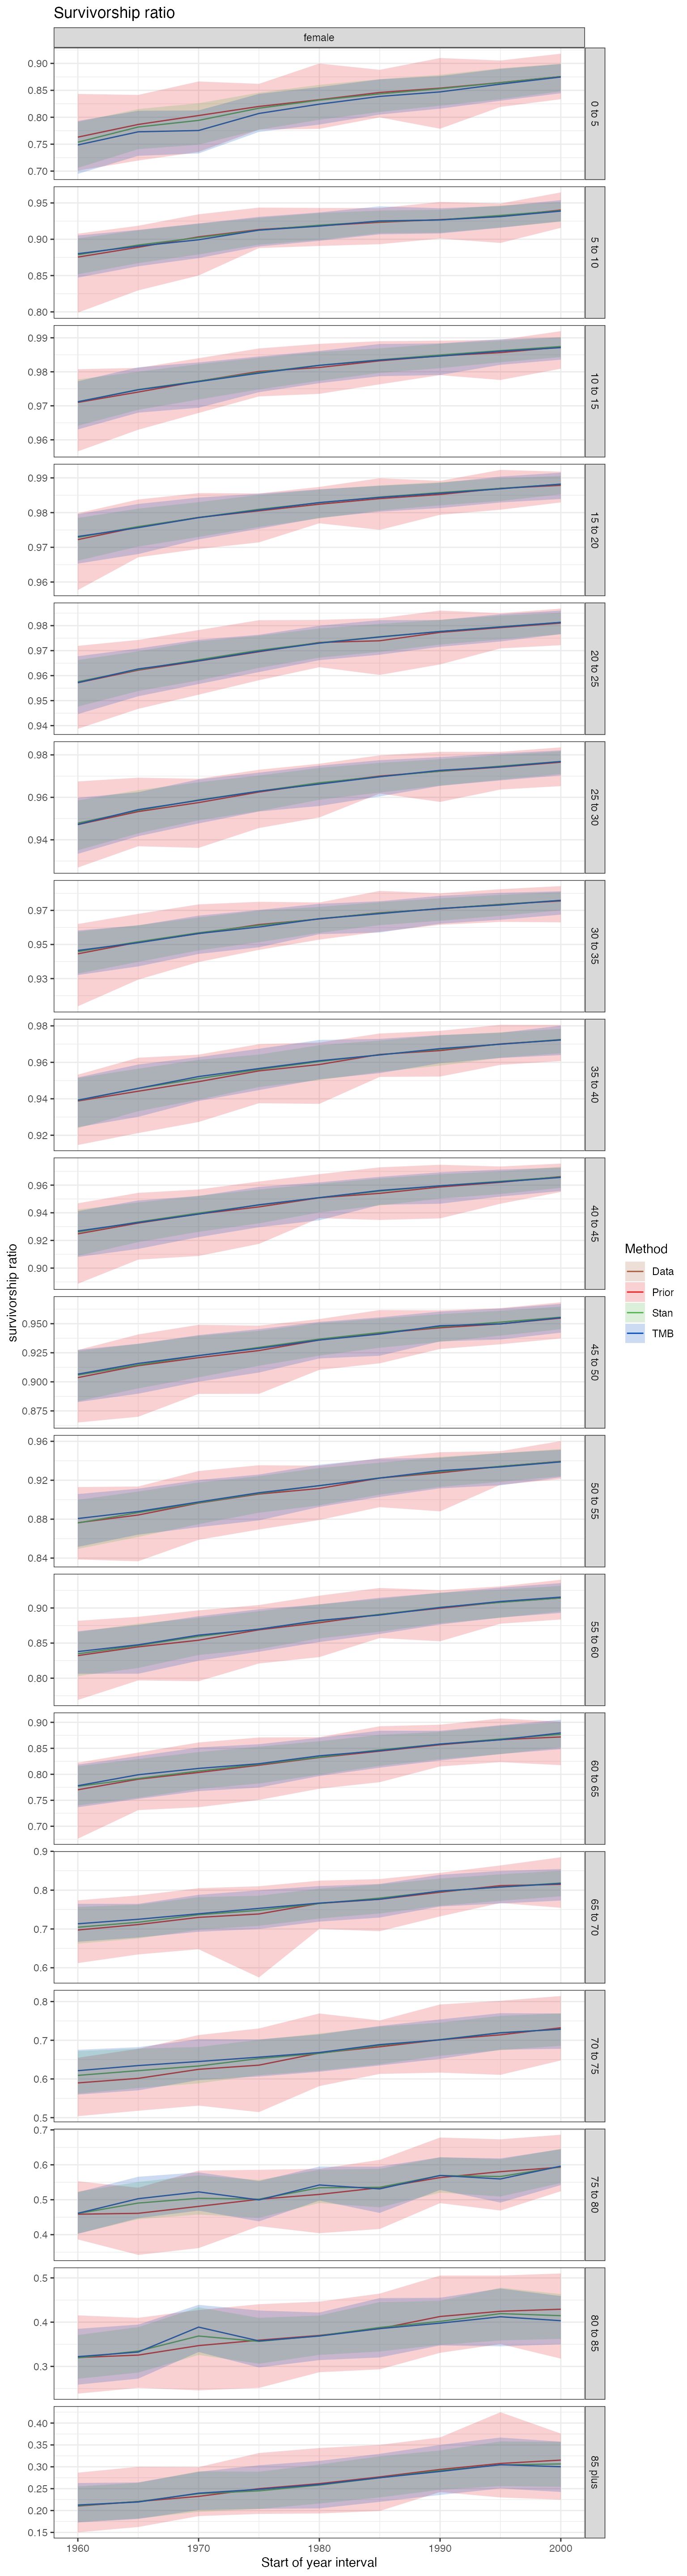 Survivorship ratio
female
0.90
0.85
0.80
0.75
0.70
0 to 5
0.95
0.90
0.85
0.80
5 to 10
0.99
0.98
0.97
0.96
10 to 15
0.99
0.98
0.97
0.96
15 to 20
0.98
0.97
0.96
0.95
0.94
20 to 25
0.98
0.96
0.94
25 to 30
0.97
0.95
0.93
30 to 35
0.98
0.96
0.94
0.92
35 to 40
0.96
0.94
0.92
0.90
40 to 45
0.950
0.925
0.900
0.875
45 to 50
0.96
0.92
0.88
0.84
50 to 55
0.90
0.85
0.80
55 to 60
0.90
0.85
0.80
0.75
0.70
60 to 65
0.9
0.8
0.7
0.6
65 to 70
0.8
0.7
0.6
0.5
70 to 75
0.7
0.6
0.5
0.4
75 to 80
0.5
0.4
0.3
80 to 85
0.40
0.35
0.30
0.25
0.20
0.15
85 plus
1960
1970
1980
1990
2000
Start of year interval
survivorship ratio
Method
Data
Prior
Stan
TMB